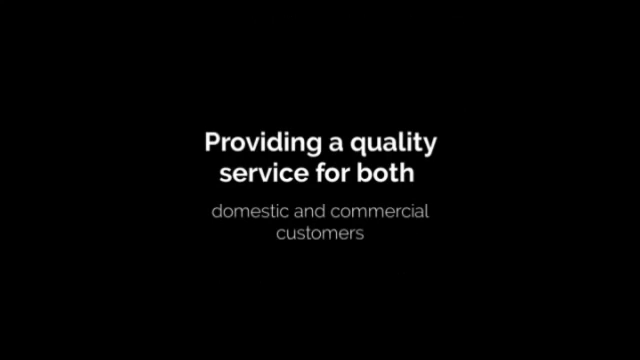 Providing a quality
service for both
domestic and commercial
customers